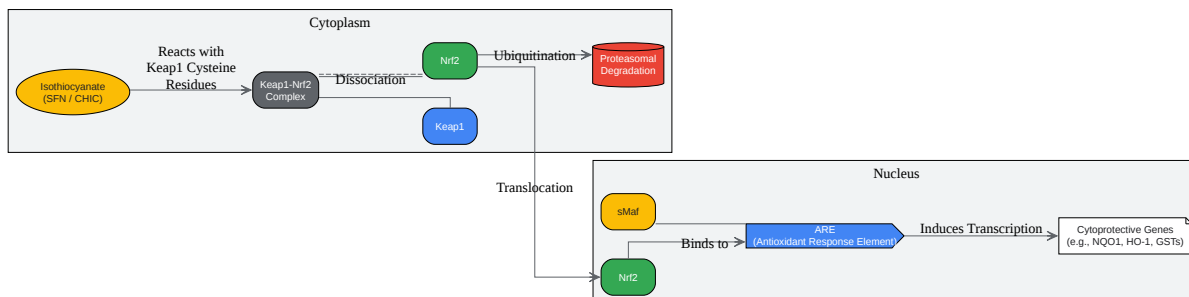 Cytoplasm
Reacts with
Keap1 Cysteine
Residues
Isothiocyanate
(SFN / CHIC)
Keap1-Nrf2
Complex
Dissociation
Nrf2
Keap1
Ubiquitination
Proteasomal
Degradation
Translocation
Nucleus
sMaf
Nrf2
Binds to
ARE
(Antioxidant Response Element)
Induces Transcription
Cytoprotective Genes
(e.g., NQO1, HO-1, GSTs)